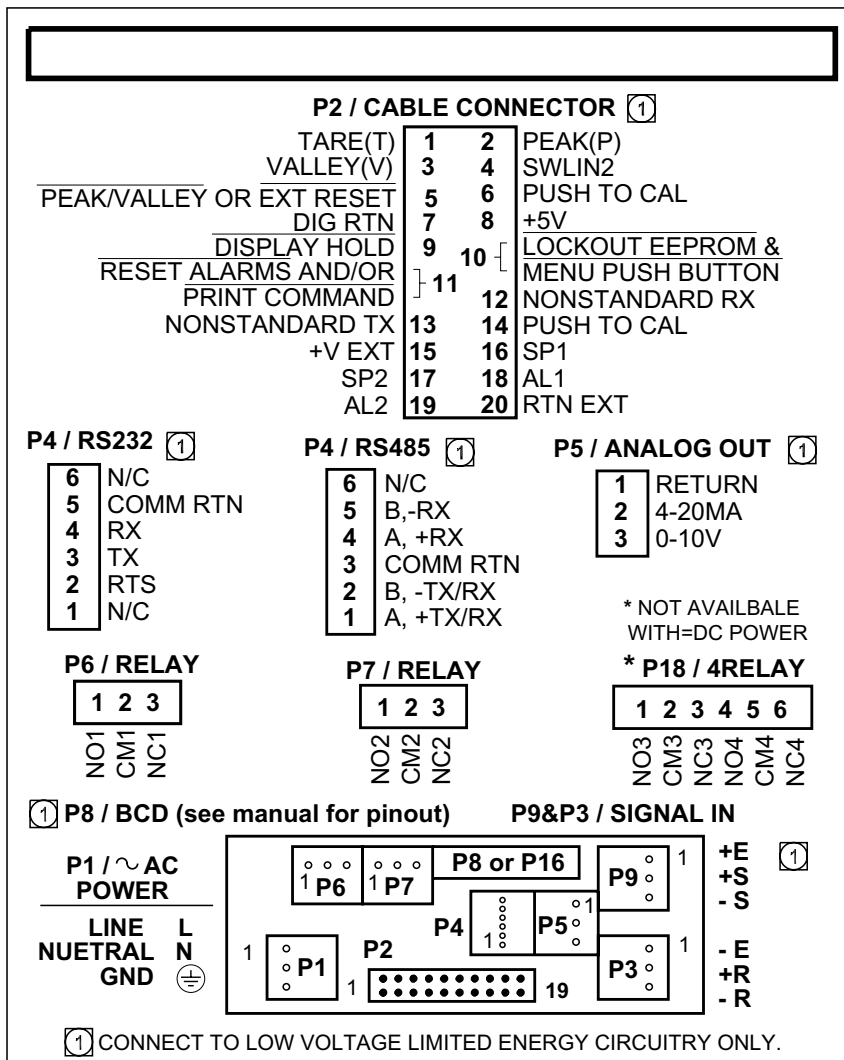 P2 / CABLE CONNECTOR 1
TARE(T) 1 2 PEAK(P)
VALLEY(V) 3 4 SWLIN2
PEAK/VALLEY OR EXT RESET 5 6 PUSH TO CAL
DIG RTN 7 8 +5V
DISPLAY HOLD 9 10 LOCKOUT EEPROM &
MENU PUSH BUTTON
RESET ALARMS AND/OR 11
PRINT COMMAND
12 NONSTANDARD RX
NONSTANDARD TX 13 14 PUSH TO CAL
+V EXT 15 16 SP1
SP2 17 18 AL1
AL2 19 20 RTN EXT
P4 / RS232 1
6 N/C
5 COMM RTN
4 RX
3 TX
2 RTS
1 N/C
P4 / RS485 1
6 N/C
5 B,-RX
4 A, +RX
3 COMM RTN
2 B, -TX/RX
1 A, +TX/RX
P5 / ANALOG OUT 1
1 RETURN
2 4-20MA
3 0-10V
* NOT AVAILBALE
WITH=DC POWER
P6 / RELAY
1 2 3
NO1
CM1
NC1
P7 / RELAY
1 2 3
NO2
CM2
NC2
* P18 / 4RELAY
1 2 3 4 5 6
NO3
CM3
NC3
NO4
CM4
NC4
1 P8 / BCD (see manual for pinout)
P9&P3 / SIGNAL IN
P1 / ~ AC
POWER
LINE L
NUETRAL N
GND
1 P6
1 P7
P8 or P16
P9 1
+E 1
+S
- S
P4 1
P5 1
1 P1
P2
1 19
P3 1
- E
+R
- R
1 CONNECT TO LOW VOLTAGE LIMITED ENERGY CIRCUITRY ONLY.